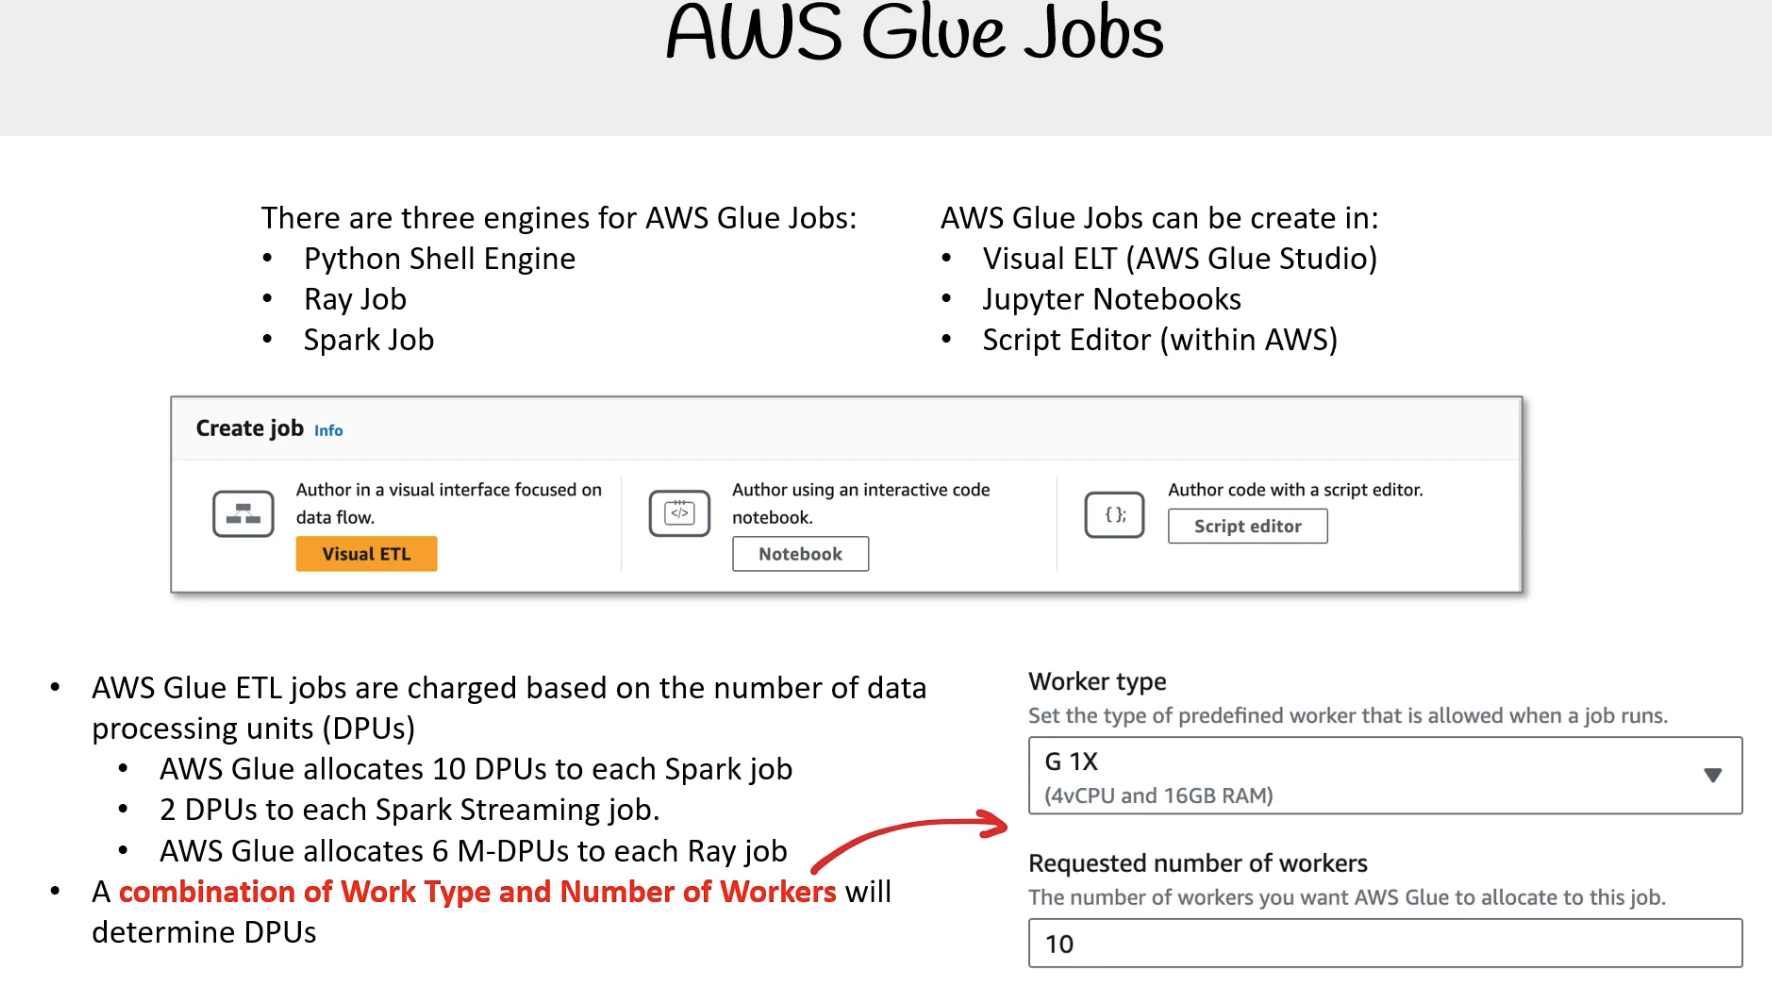 AWS Glue Jobs
There are three engines for AWS Glue Jobs:
• Python Shell Engine
• Ray Job
• Spark Job
AWS Glue Jobs can be create in:
• Visual ELT (AWS Glue Studio)
• Jupyter Notebooks
• Script Editor (within AWS)
Create job Info
Author in a visual interface focused on
data flow.
Visual ETL
</>
Author using an interactive code
notebook.
Notebook
{ };
Author code with a script editor.
Script editor
• AWS Glue ETL jobs are charged based on the number of data
processing units (DPUs)
• AWS Glue allocates 10 DPUs to each Spark job
• 2 DPUs to each Spark Streaming job.
• AWS Glue allocates 6 M-DPUs to each Ray job
• A combination of Work Type and Number of Workers will
determine DPUs
Worker type
Set the type of predefined worker that is allowed when a job runs.
G 1X
(4vCPU and 16GB RAM)
Requested number of workers
The number of workers you want AWS Glue to allocate to this job.
10